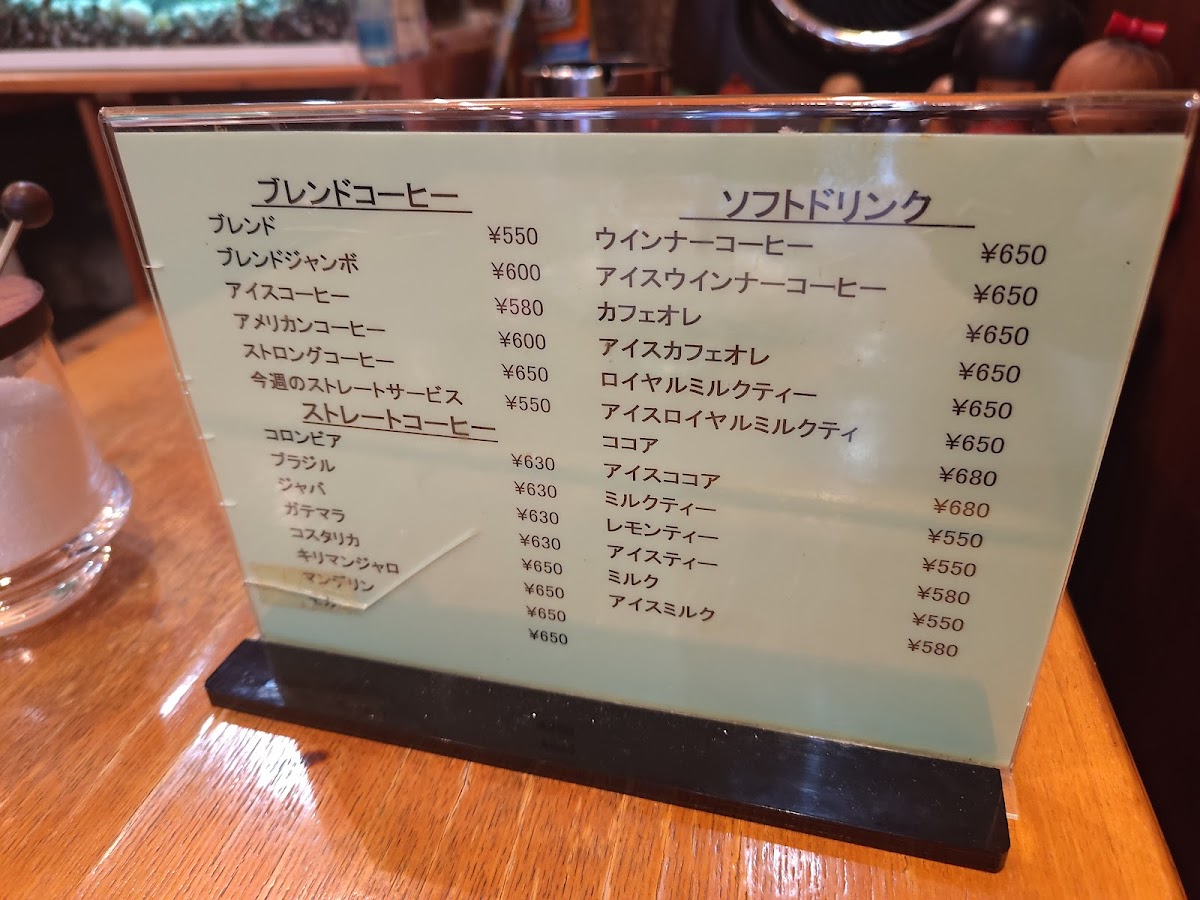 ブレンドコーヒー
ブレンド ¥550
ブレンドジャンボ ¥600
アイスコーヒー ¥580
アメリカンコーヒー ¥600
ストロングコーヒー ¥650
今週のストレートサービス ¥550
ストレートコーヒー
コロンビア ¥630
ブラジル ¥630
ジャバ ¥630
ガテマラ ¥630
コスタリカ ¥650
キリマンジャロ ¥650
マンデリン ¥650
モカ ¥650
ソフトドリンク
ウインナーコーヒー ¥650
アイスウインナーコーヒー ¥650
カフェオレ ¥650
アイスカフェオレ ¥650
ロイヤルミルクティー ¥650
アイスロイヤルミルクティ ¥650
ココア ¥680
アイスココア ¥680
ミルクティー ¥550
レモンティー ¥550
アイスティー ¥580
ミルク ¥550
アイスミルク ¥580